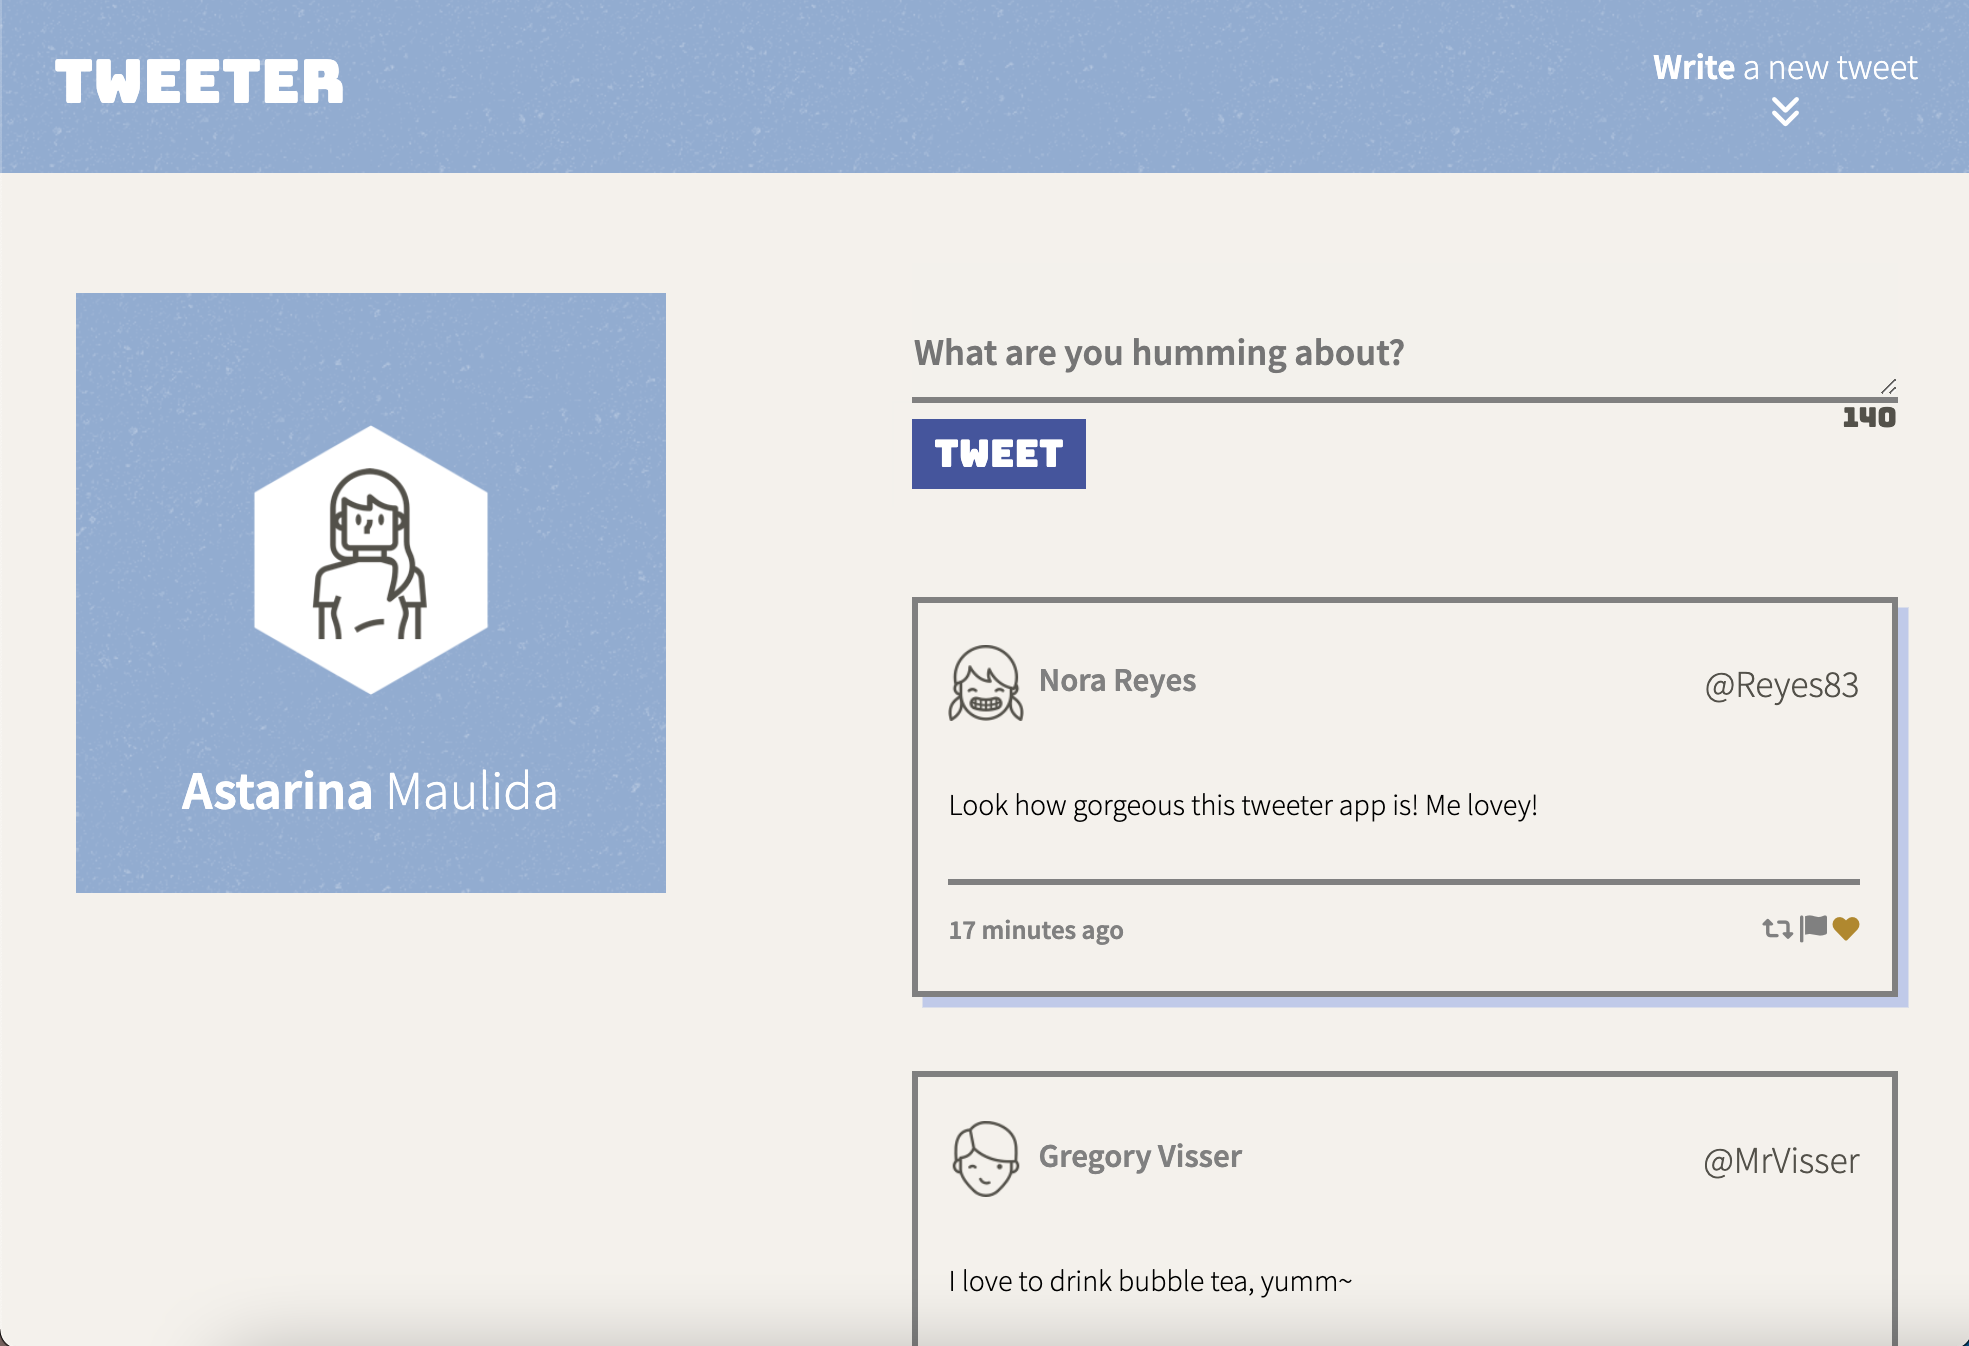 TWEETER
Write a new tweet
Astarina Maulida
What are you humming about?
140
TWEET
Nora Reyes
@Reyes83
Look how gorgeous this tweeter app is! Me lovey!
17 minutes ago
Gregory Visser
@MrVisser
I love to drink bubble tea, yumm~